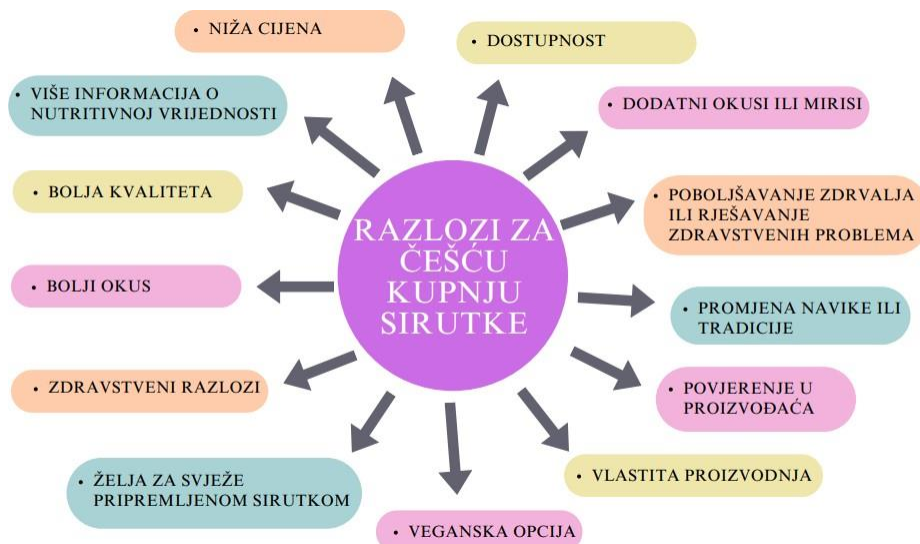 • NIŽA CIJENA
• DOSTUPNOST
• VIŠE INFORMACIJA O
NUTRITIVNOJ VRIJEDNOSTI
• DODATNI OKUSI ILI MIRISI
• BOLJA KVALITETA
• POBOLJŠAVANJE ZDRVALJA
ILI RJEŠAVANJE
ZDRAVSTVENIH PROBLEMA
RAZLOZI ZA
ČEŠĆU
KUPNJU
SIRUTKE
• BOLJI OKUS
• PROMJENA NAVIKE ILI
TRADICIJE
• ZDRAVSTVENI RAZLOZI
• POVJERENJE U
PROIZVOĐAĆA
• ŽELJA ZA SVJEŽE
PRIPREMLJENOM SIRUTKOM
• VLASTITA PROIZVODNJA
• VEGANSKA OPCIJA